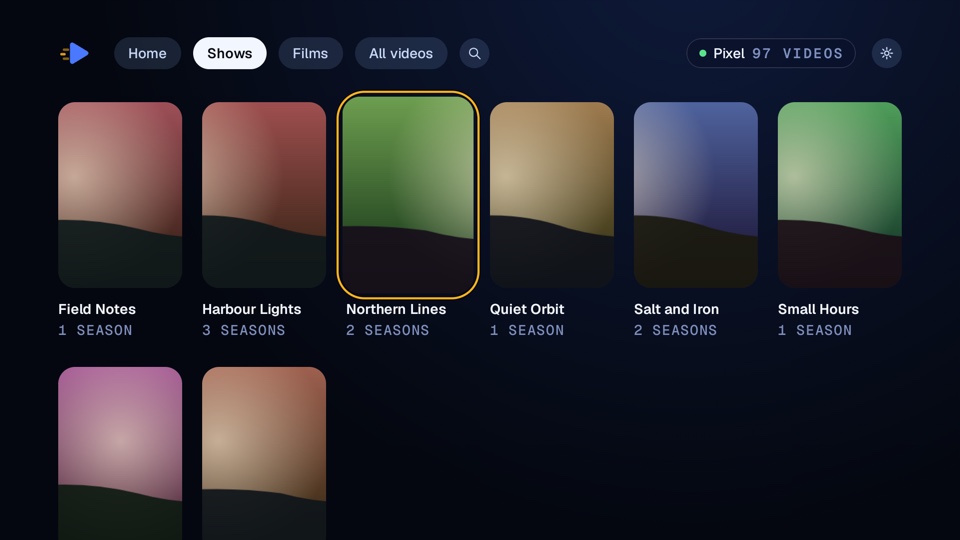 Home
Shows
Films
All videos
Pixel 97 VIDEOS
Field Notes
1 SEASON
Harbour Lights
3 SEASONS
Northern Lines
2 SEASONS
Quiet Orbit
1 SEASON
Salt and Iron
2 SEASONS
Small Hours
1 SEASON